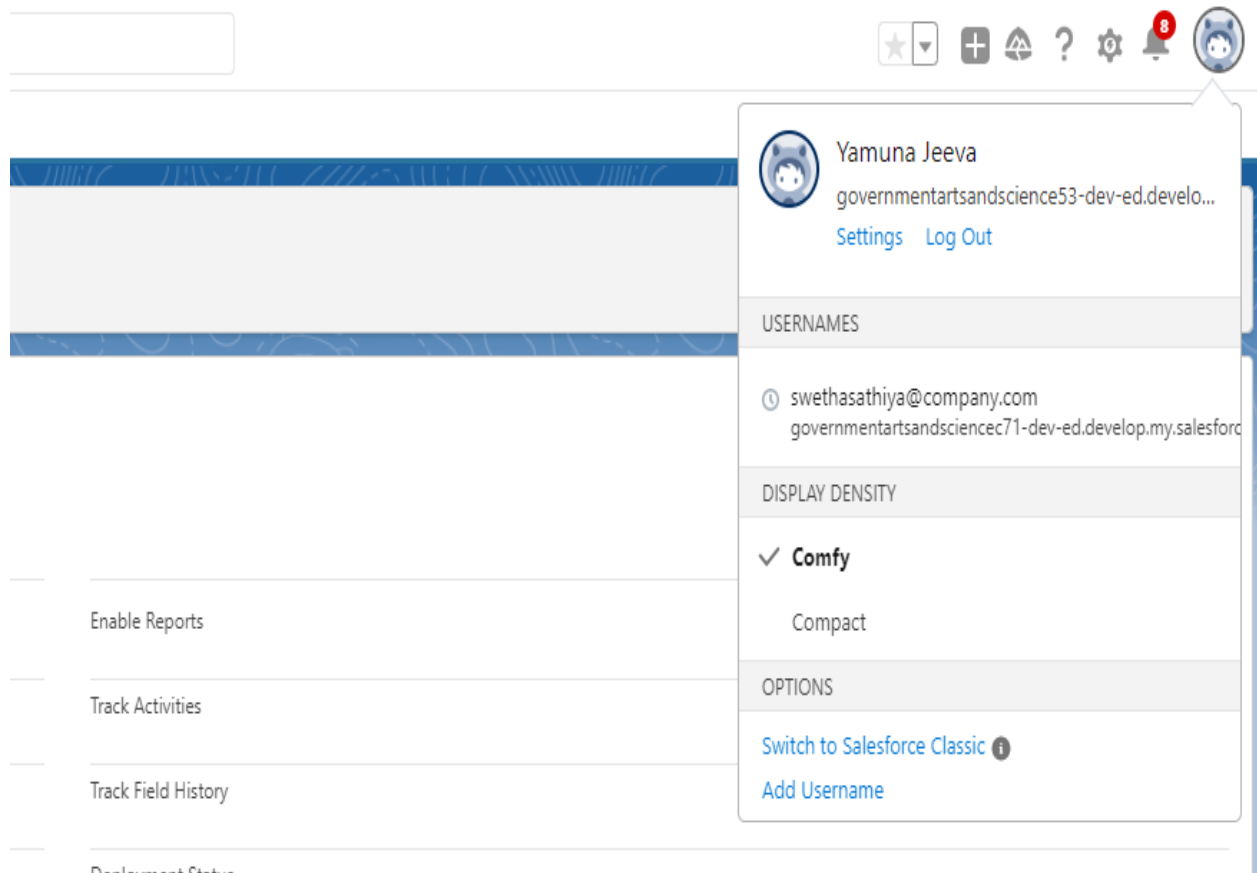 8
Yamuna Jeeva
governmentartsandscience53-dev-ed.develo...
Settings Log Out
USERNAMES
swethasathiya@company.com
governmentartsandsciencec71-dev-ed.develop.my.salesforc
DISPLAY DENSITY
Comfy
Compact
OPTIONS
Switch to Salesforce Classic
Add Username
Enable Reports
Track Activities
Track Field History
Deployment Status